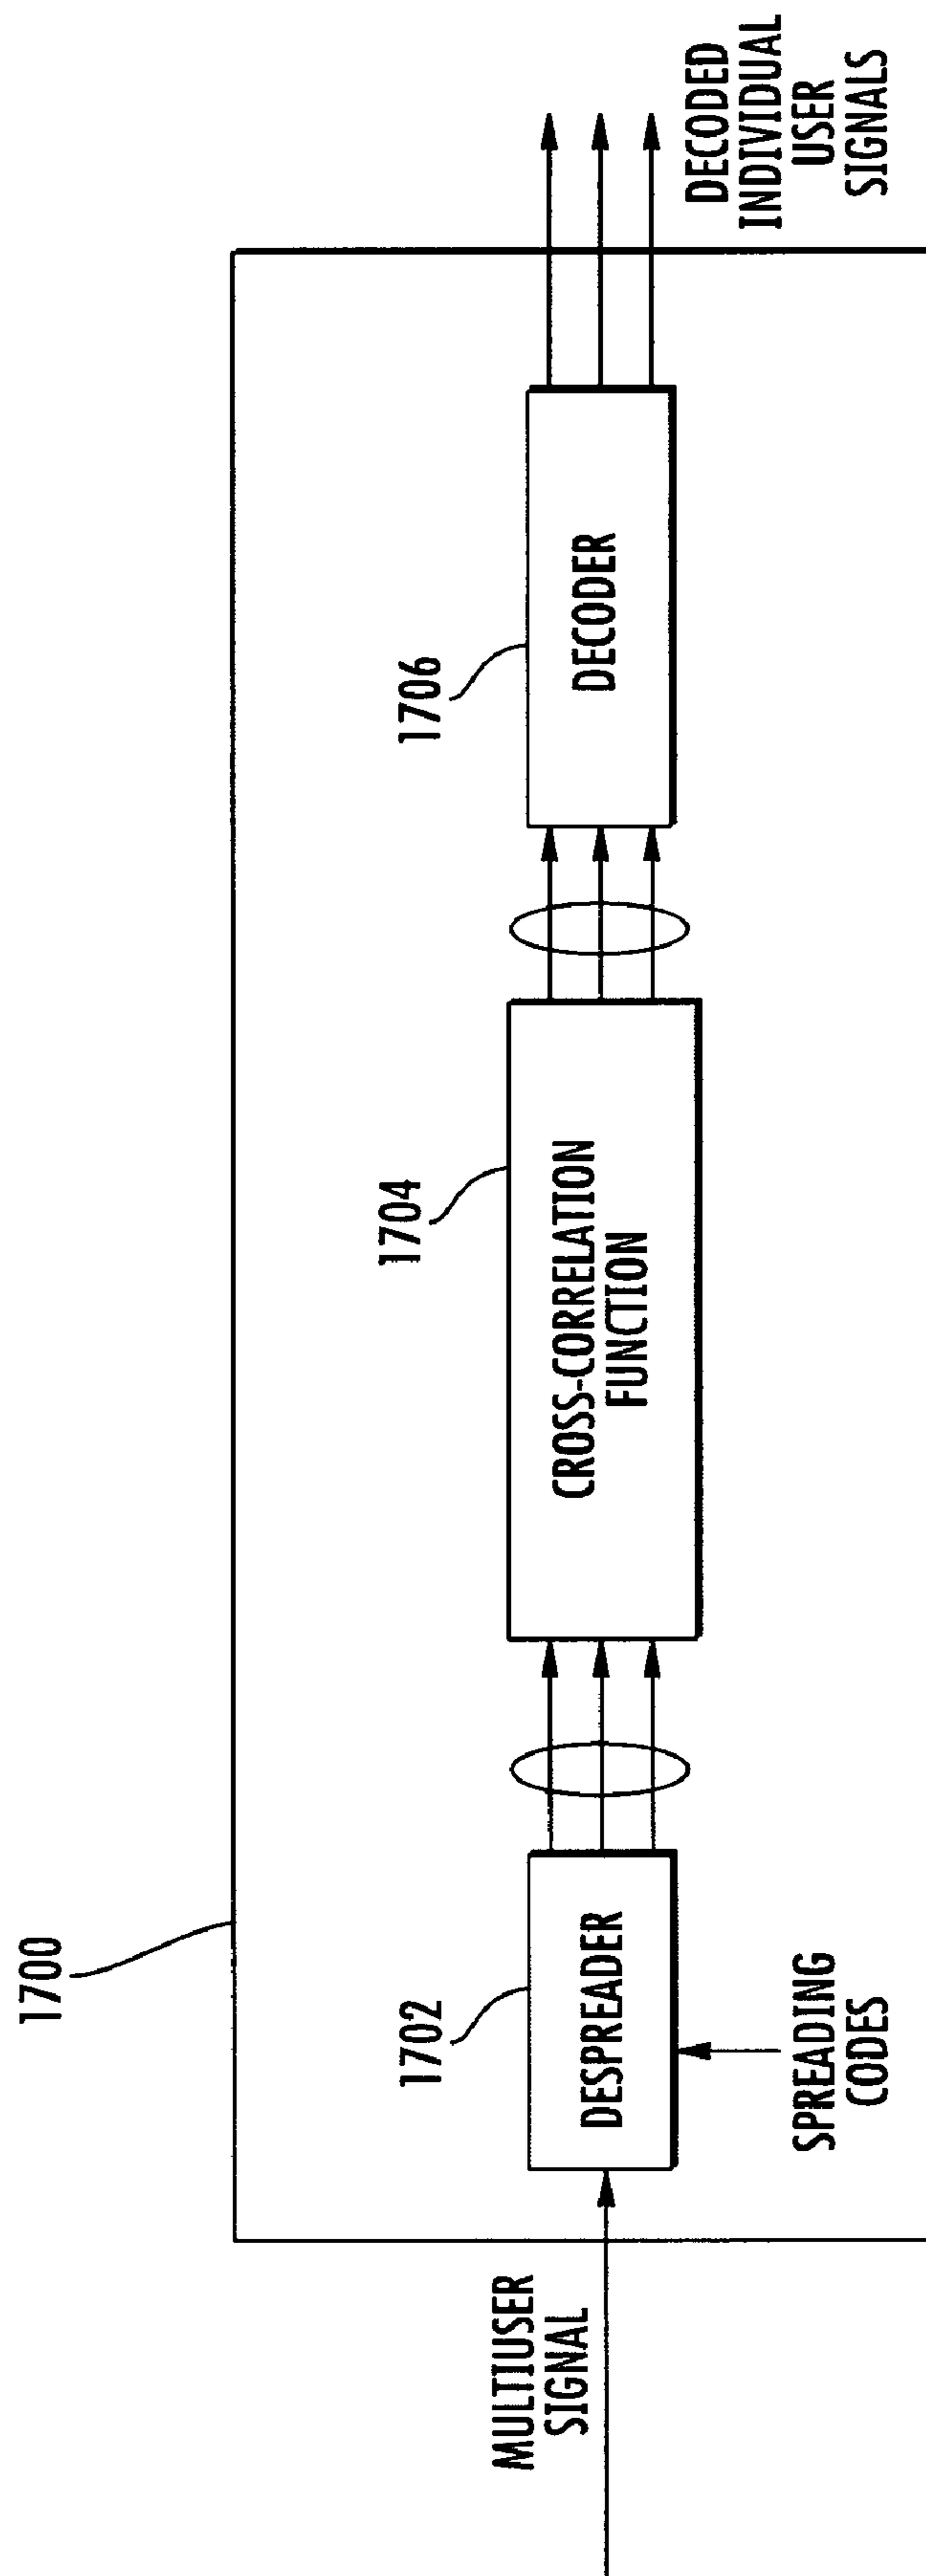 1700
MULTIUSER
SIGNAL
1702
DESPREADER
SPREADING
CODES
1704
CROSS-CORRELATION
FUNCTION
1706
DECODER
DECODED
INDIVIDUAL
USER
SIGNALS